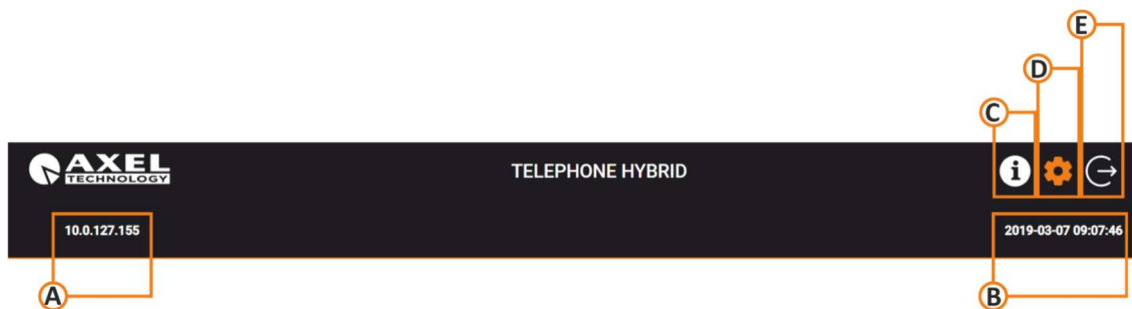 E
D
C
AXEL
TECHNOLOGY
TELEPHONE HYBRID
i
10.0.127.155
2019-03-07 09:07:46
A
B